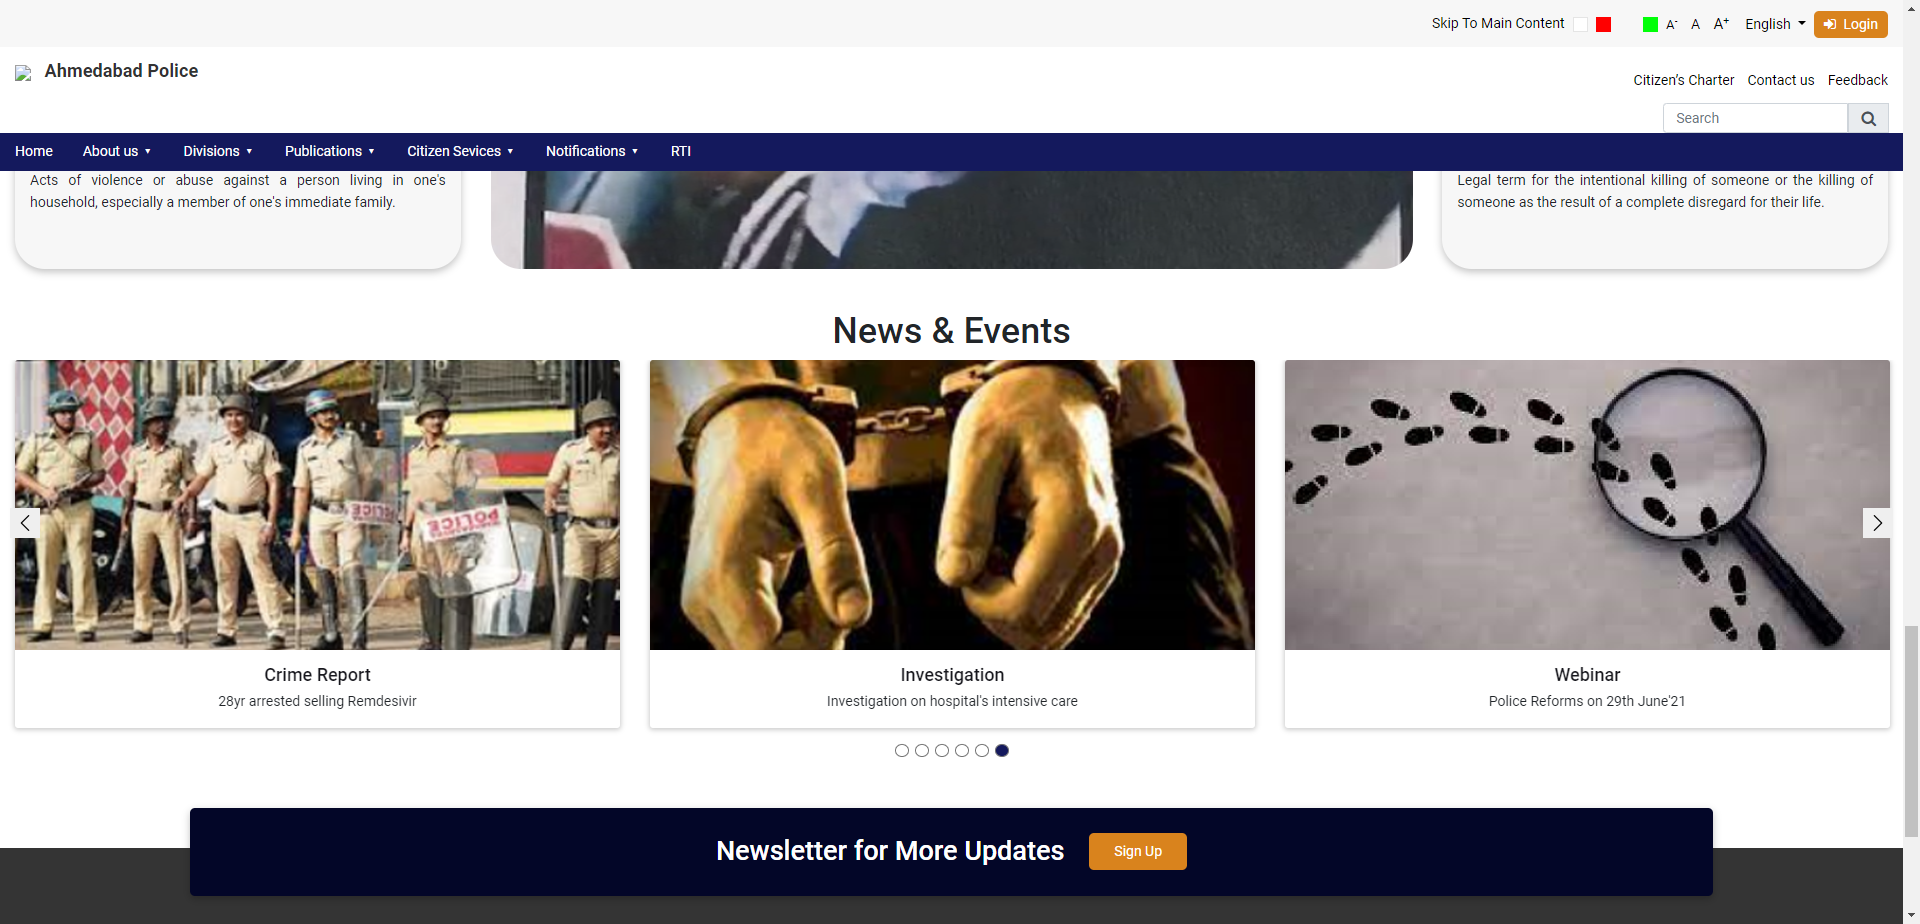 Skip To Main Content
A- A A+ English Login
Ahmedabad Police
Citizen's Charter Contact us Feedback
Search
Home About us Divisions Publications Citizen Sevices Notifications RTI
Acts of violence or abuse against a person living in one's
household, especially a member of one's immediate family.
Legal term for the intentional killing of someone or the killing of
someone as the result of a complete disregard for their life.
News & Events
POLICE
POLICE
Crime Report
28yr arrested selling Remdesivir
Investigation
Investigation on hospital's intensive care
Webinar
Police Reforms on 29th June'21
Newsletter for More Updates Sign Up